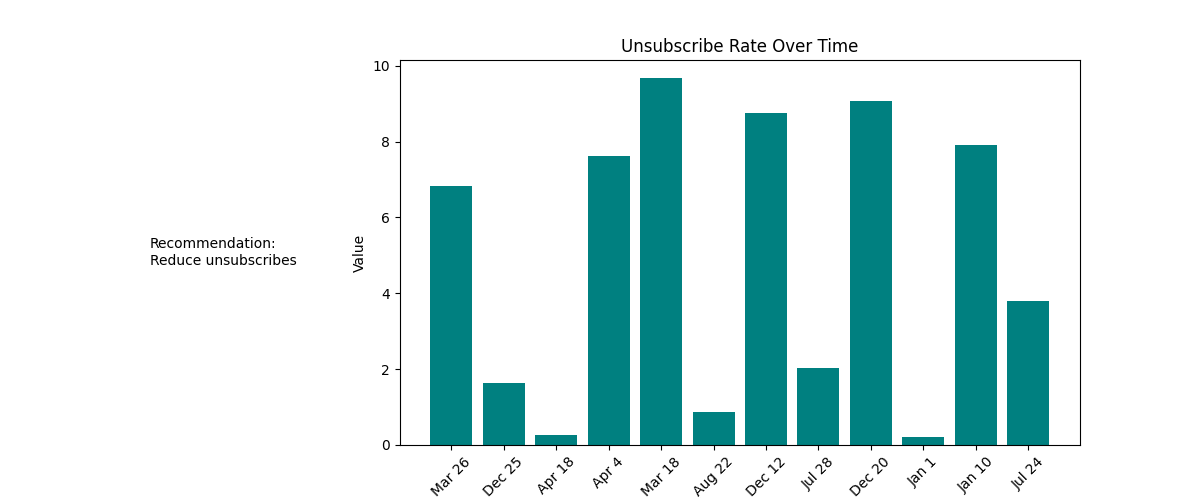 Unsubscribe Rate Over Time
Recommendation:
Reduce unsubscribes
Value
10
8
6
4
2
0
Mar 26
Dec 25
Apr 18
Apr 4
Mar 18
Aug 22
Dec 12
Jul 28
Dec 20
Jan 1
Jan 10
Jul 24